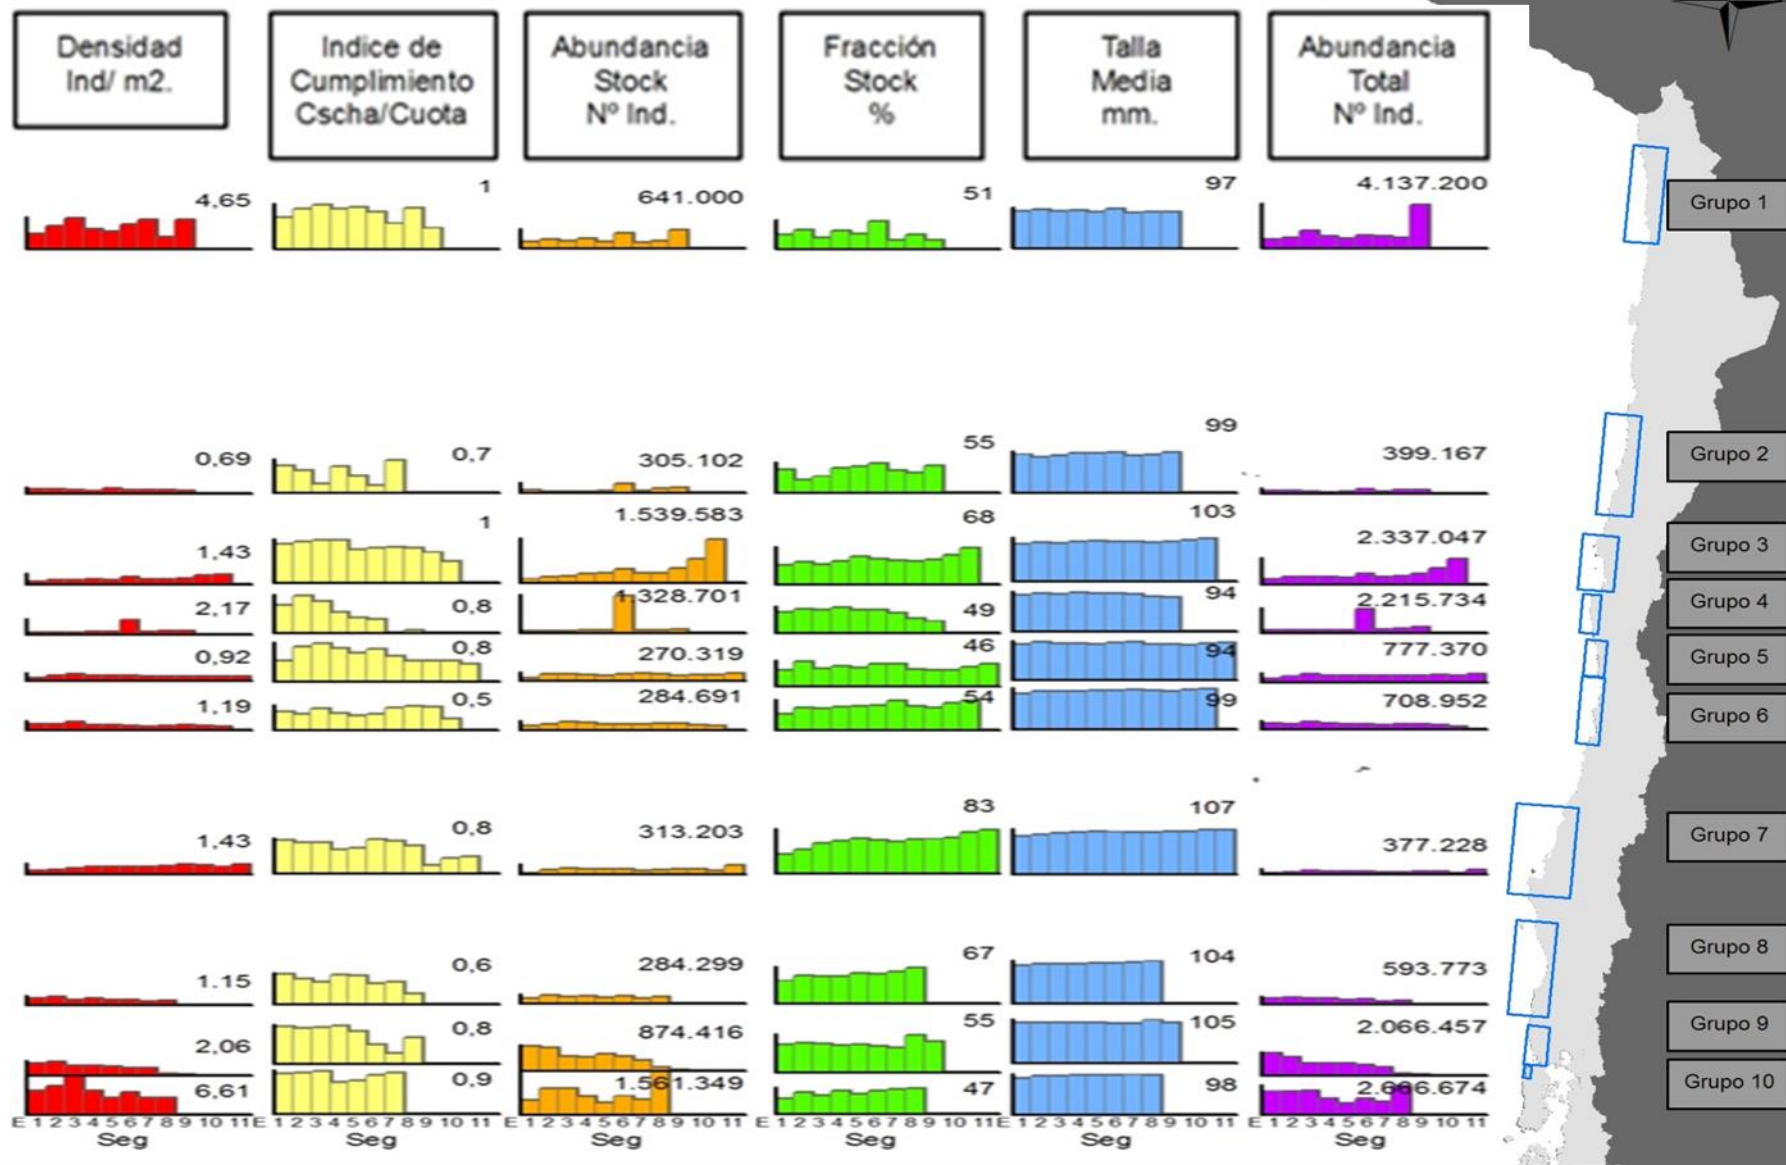 Densidad
Ind/ m2.
Indice de
Cumplimiento
Cscha/Cuota
Abundancia
Stock
Nº Ind.
Fracción
Stock
%
Talla
Media
mm.
Abundancia
Total
Nº Ind.
4,65 1 641.000 51 97 4.137.200 Grupo 1
0,69 0,7 305.102 55 99 399.167 Grupo 2
1,43 1 1.539.583 68 103 2.337.047 Grupo 3
2,17 0,8 1.328.701 49 94 2.215.734 Grupo 4
0,92 0,8 270.319 46 94 777.370 Grupo 5
1,19 0,5 284.691 54 99 708.952 Grupo 6
1,43 0,8 313.203 83 107 377.228 Grupo 7
1.15 0,6 284.299 67 104 593.773 Grupo 8
2,06 0,8 874.416 55 105 2.066.457 Grupo 9
6,61 0,9 1.561.349 47 98 Grupo 10
E 1 2 3 4 5 6 7 8 9 10 11 E 1 2 3 4 5 6 7 8 9 10 11 E 1 2 3 4 5 6 7 8 9 10 11 E 1 2 3 4 5 6 7 8 9 10 11 E 1 2 3 4 5 6 7 8 9 10 11 E 1 2 3 4 5 6 7 8 9 10 11
Seg Seg Seg Seg Seg Seg